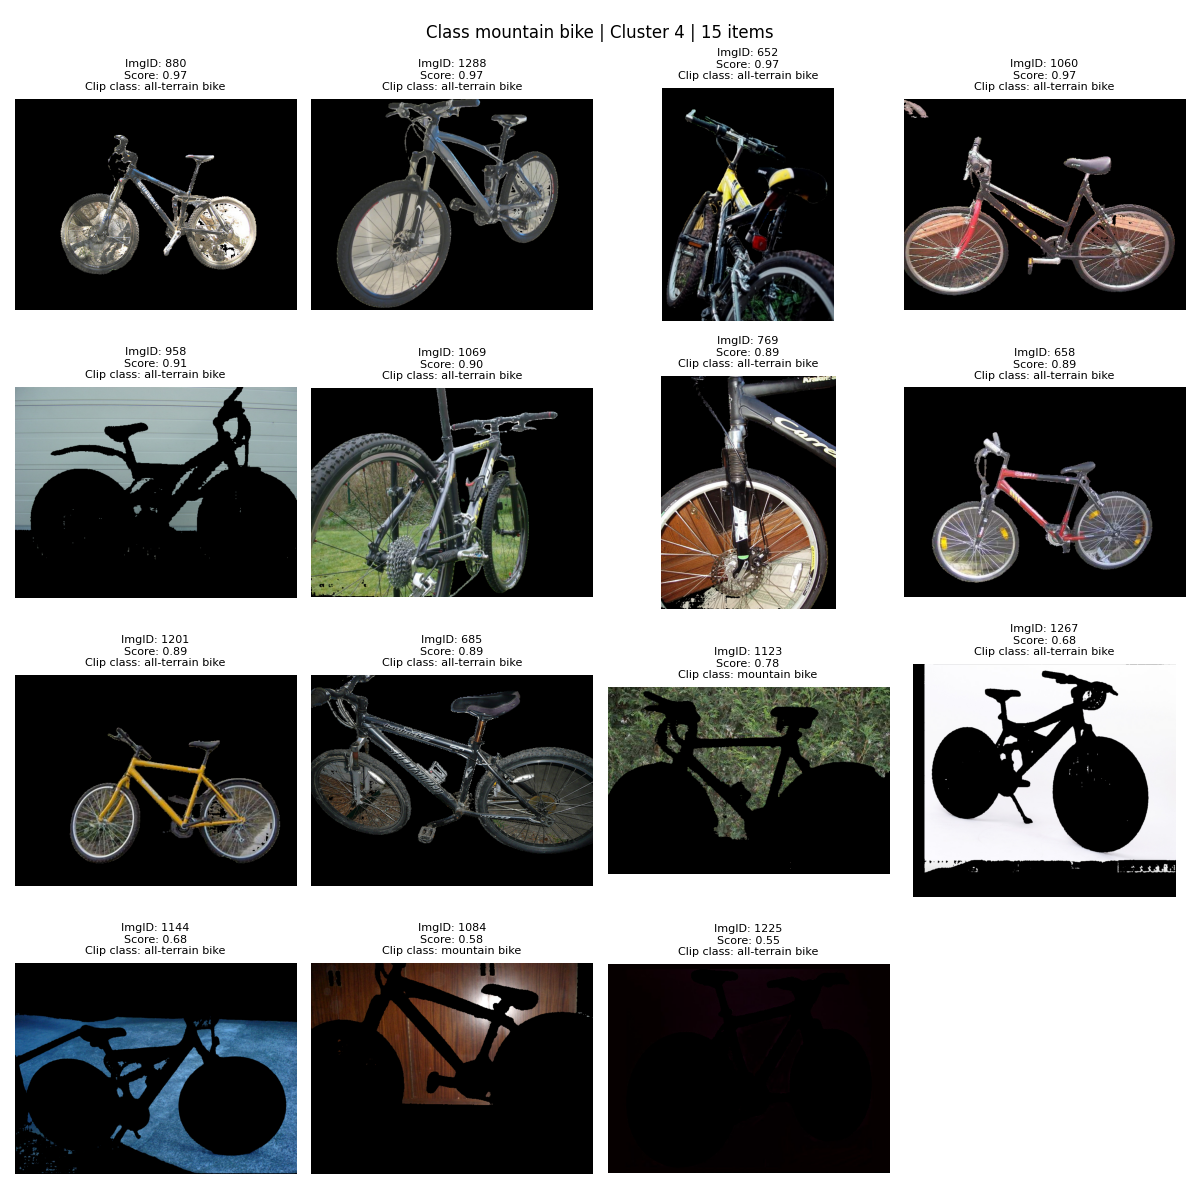 Class mountain bike | Cluster 4 | 15 items
ImgID: 880
Score: 0.97
Clip class: all-terrain bike
ImgID: 1288
Score: 0.97
Clip class: all-terrain bike
ImgID: 652
Score: 0.97
Clip class: all-terrain bike
ImgID: 1060
Score: 0.97
Clip class: all-terrain bike
ImgID: 958
Score: 0.91
Clip class: all-terrain bike
ImgID: 1069
Score: 0.90
Clip class: all-terrain bike
ImgID: 769
Score: 0.89
Clip class: all-terrain bike
ImgID: 658
Score: 0.89
Clip class: all-terrain bike
ImgID: 1201
Score: 0.89
Clip class: all-terrain bike
ImgID: 685
Score: 0.89
Clip class: all-terrain bike
ImgID: 1123
Score: 0.78
Clip class: mountain bike
ImgID: 1267
Score: 0.68
Clip class: all-terrain bike
ImgID: 1144
Score: 0.68
Clip class: all-terrain bike
ImgID: 1084
Score: 0.58
Clip class: mountain bike
ImgID: 1225
Score: 0.55
Clip class: all-terrain bike